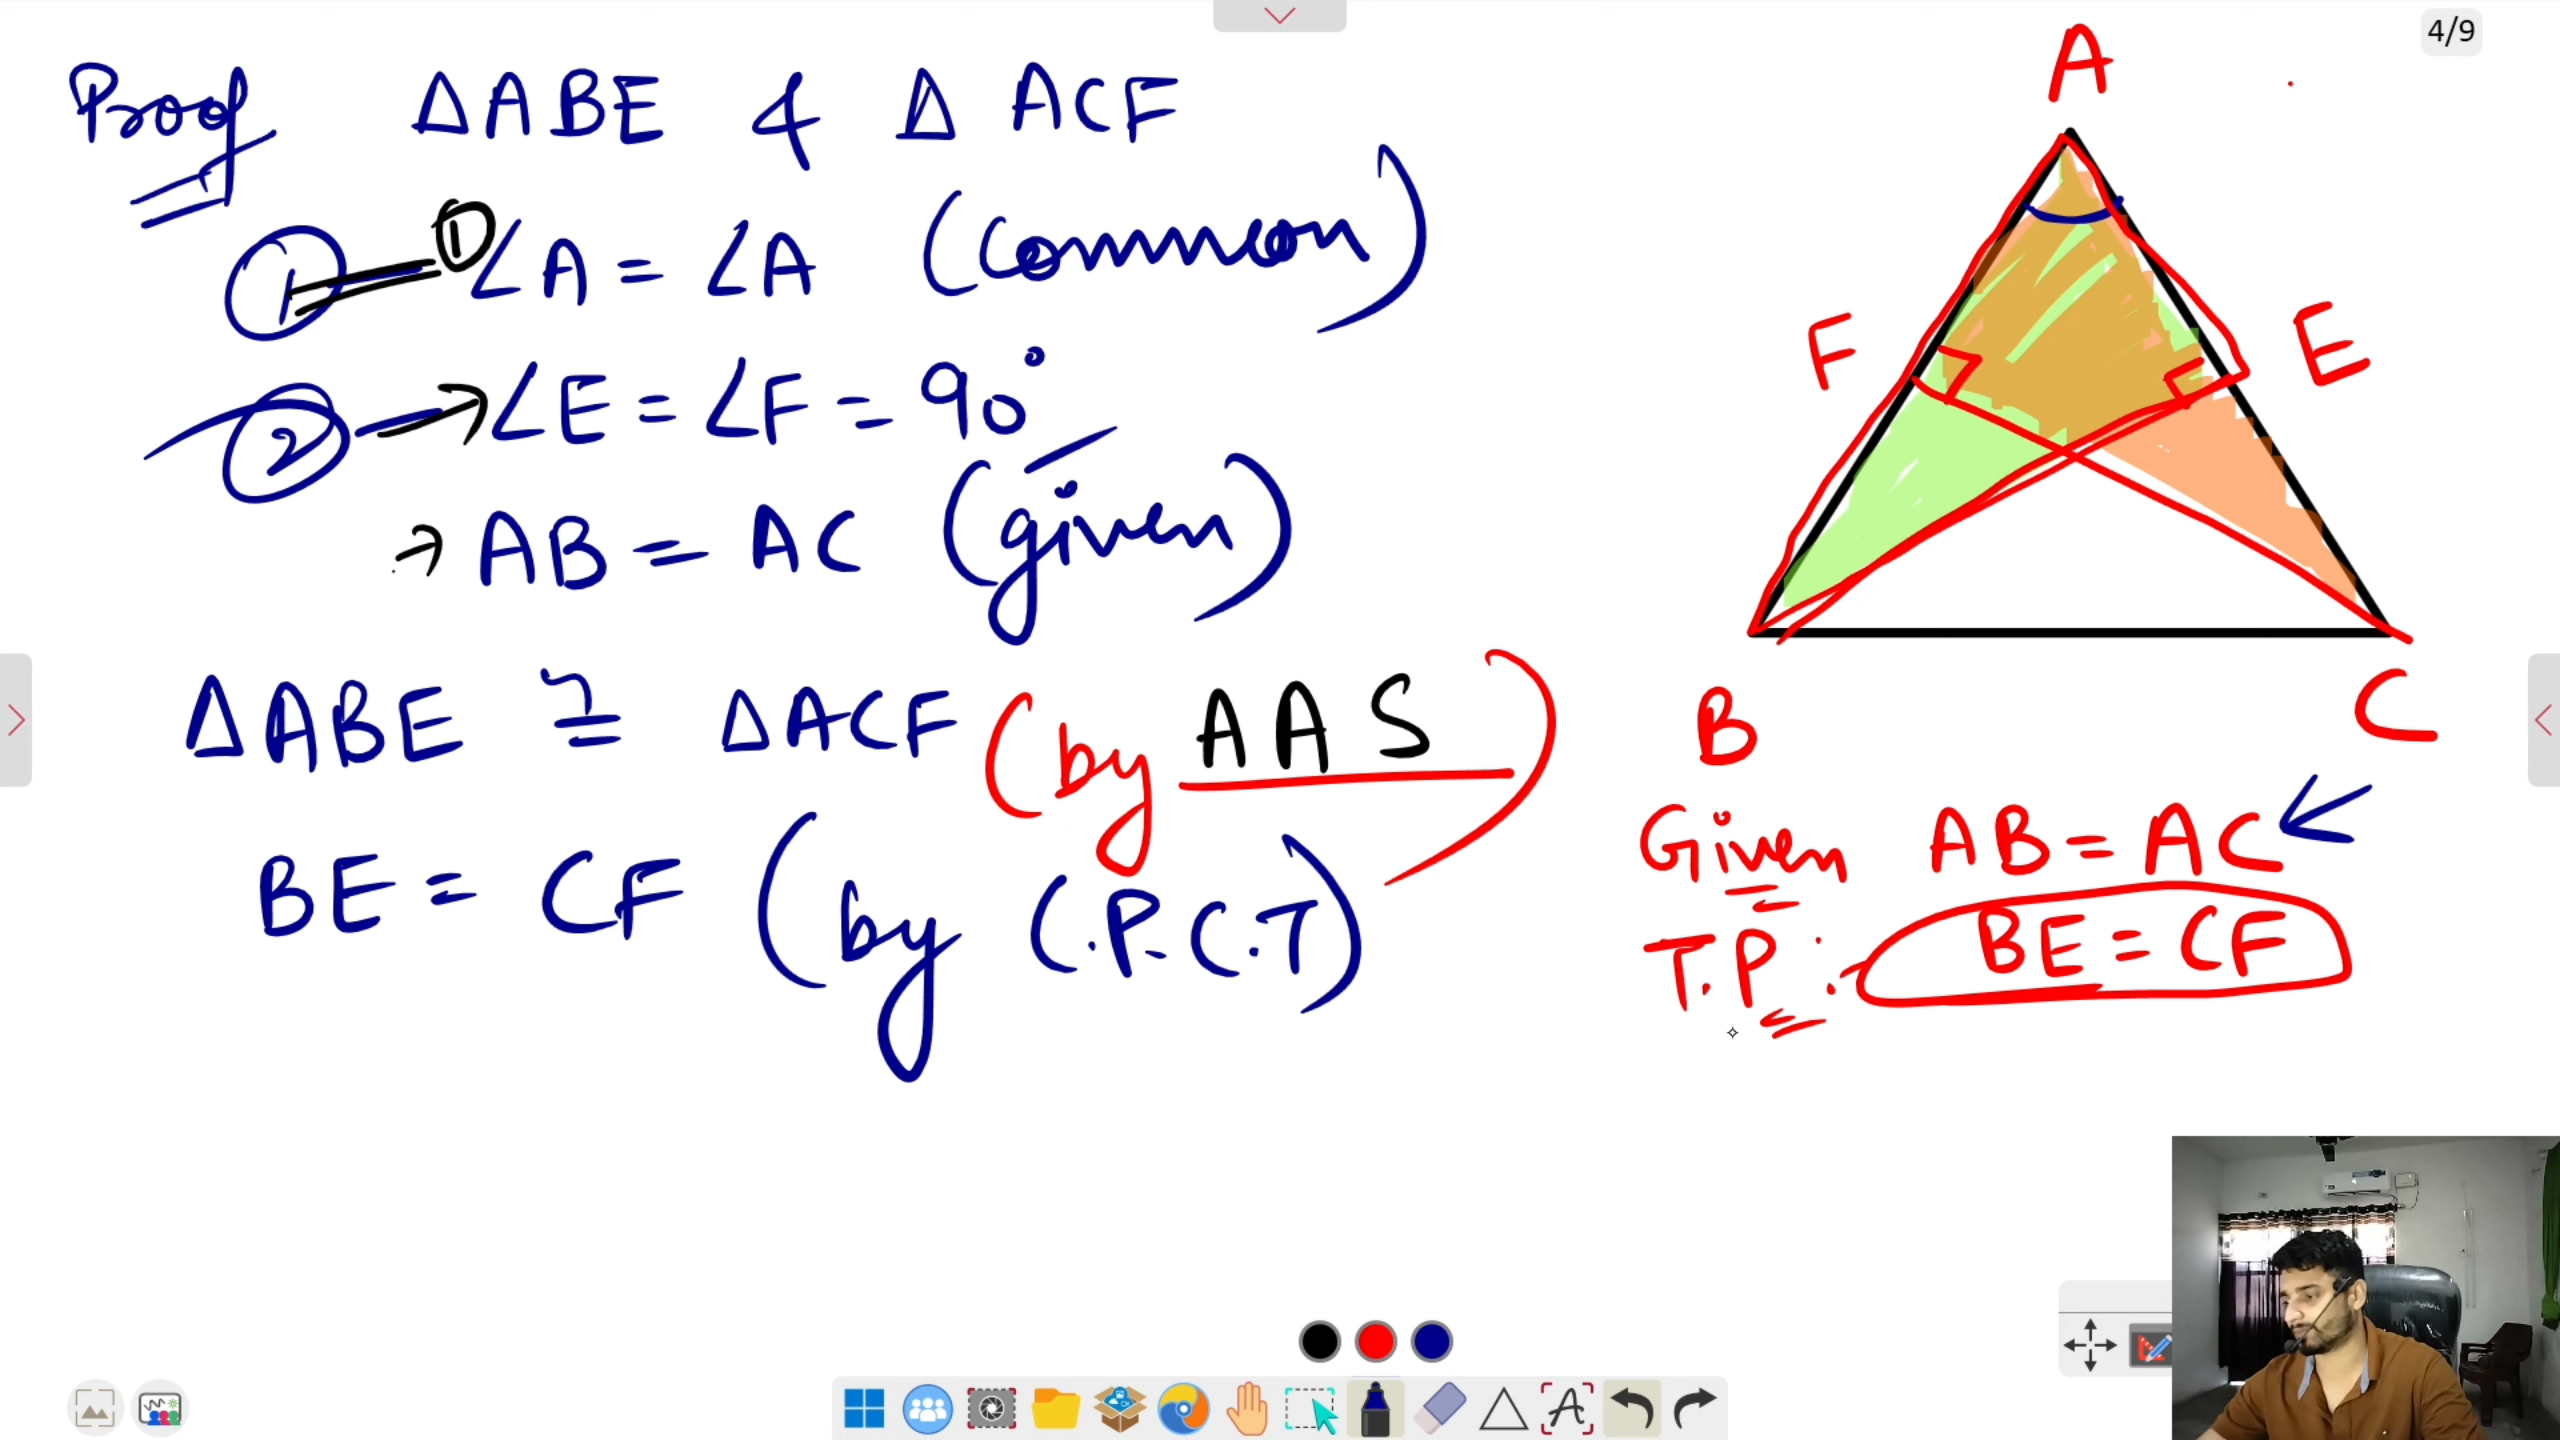 4/9
Proof ΔABE & Δ ACF
① ① ∠A = ∠A (common)
② → ∠E = ∠F = 90°
→ AB = AC (given)
ΔABE ≅ ΔACF (by AAS)
BE = CF (by C.P.C.T)
A
F
E
B
C
Given AB = AC
T.P: BE = CF